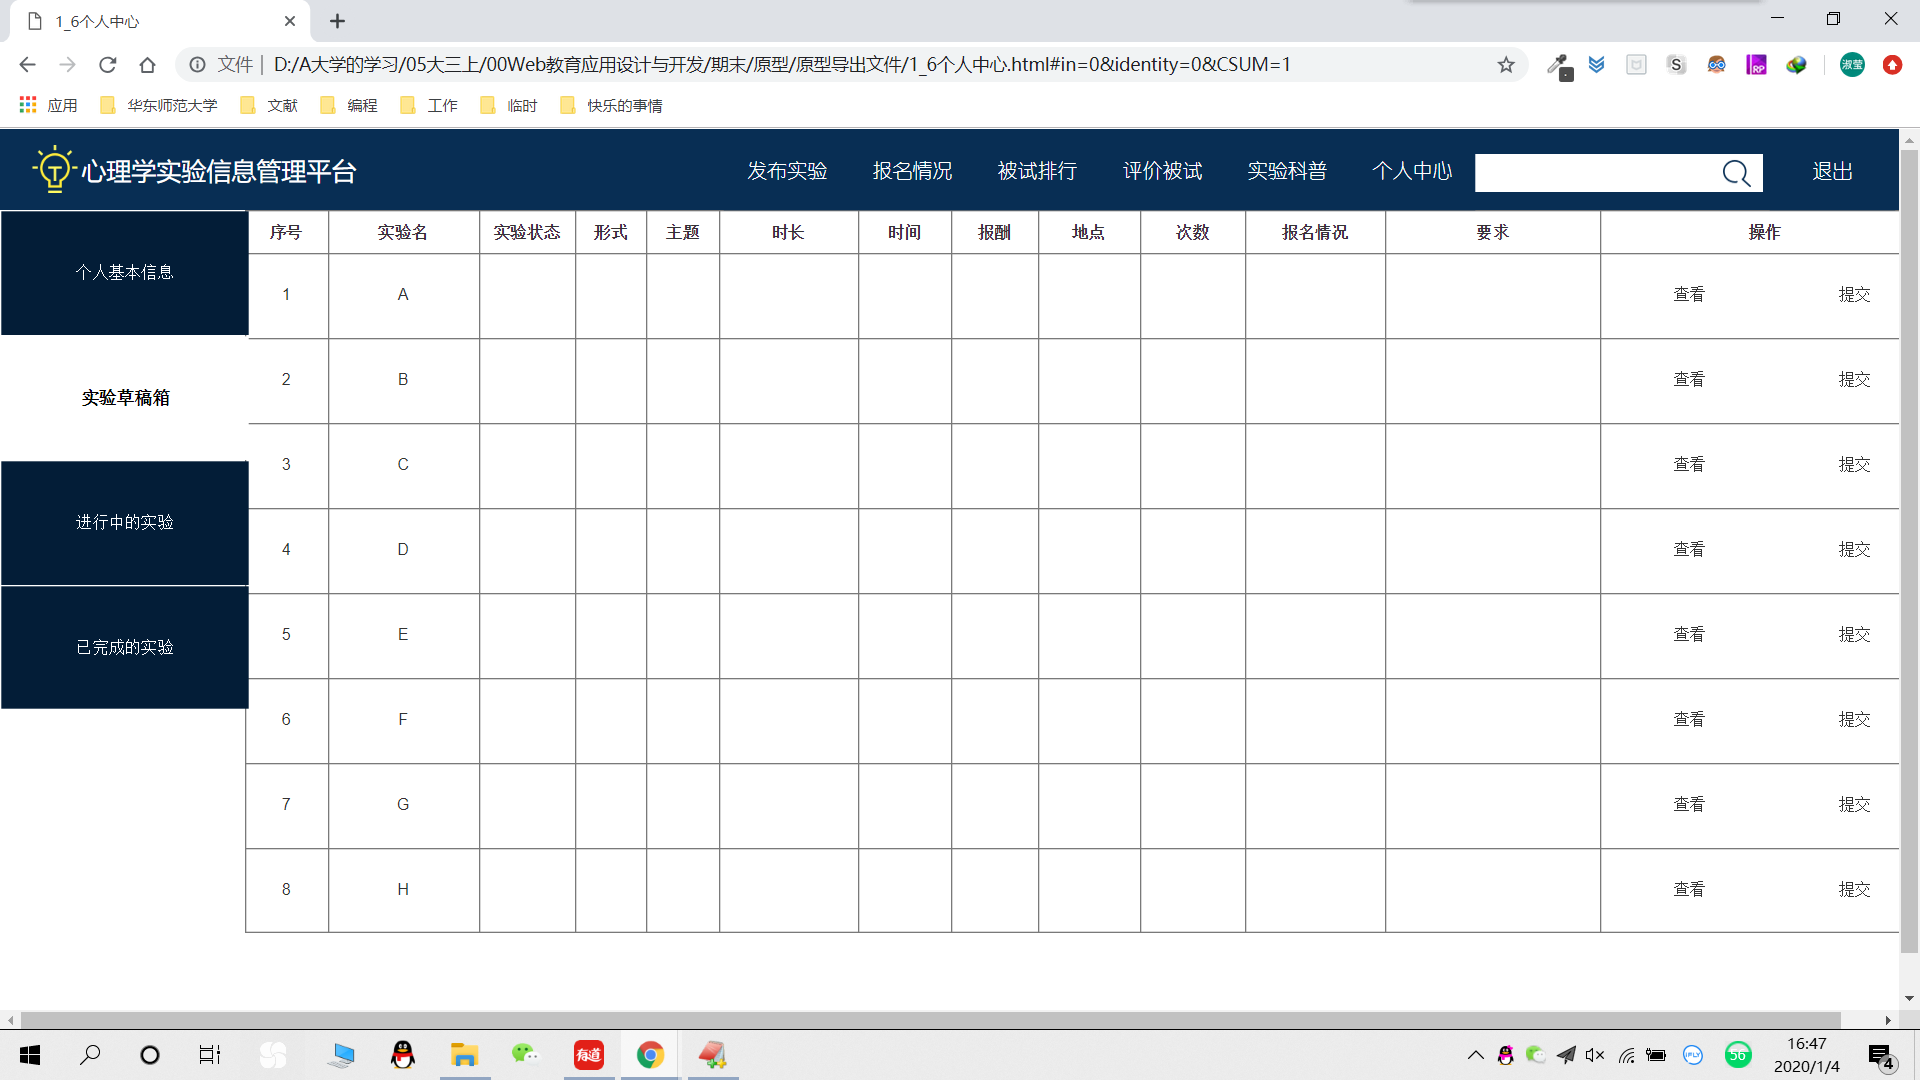 1_6个人中心
文件 | D:/A大学的学习/05大三上/00Web教育应用设计与开发/期末/原型/原型导出文件/1_6个人中心.html#in=0&identity=0&CSUM=1
淑莹
应用 华东师范大学 文献 编程 工作 临时 快乐的事情
心理学实验信息管理平台 发布实验 报名情况 被试排行 评价被试 实验科普 个人中心 退出
个人基本信息
实验草稿箱
进行中的实验
已完成的实验
序号 实验名 实验状态 形式 主题 时长 时间 报酬 地点 次数 报名情况 要求 操作
1 A 查看 提交
2 B 查看 提交
3 C 查看 提交
4 D 查看 提交
5 E 查看 提交
6 F 查看 提交
7 G 查看 提交
8 H 查看 提交
有道
56
16:47
2020/1/4
4